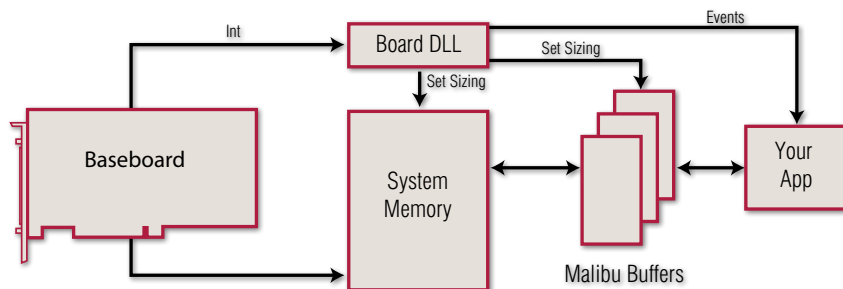 Int
Board DLL
Events
Set Sizing
Set Sizing
Baseboard
System
Memory
Your
App
Malibu Buffers